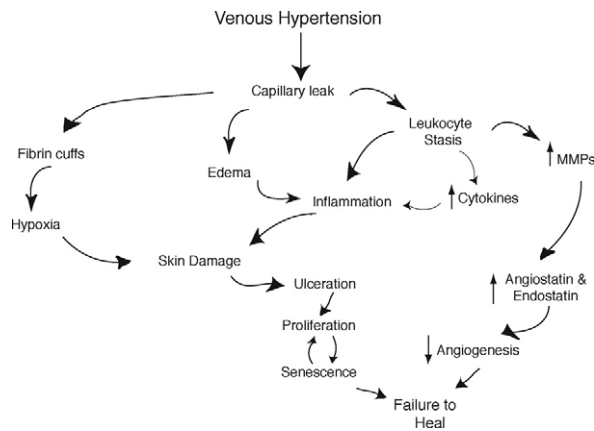 Venous Hypertension
Capillary leak
Leukocyte
Stasis
Fibrin cuffs
MMPs
Edema
Inflammation
Cytokines
Hypoxia
Skin Damage
Ulceration
Angiostatin &
Endostatin
Proliferation
Angiogenesis
Senescence
Failure to
Heal